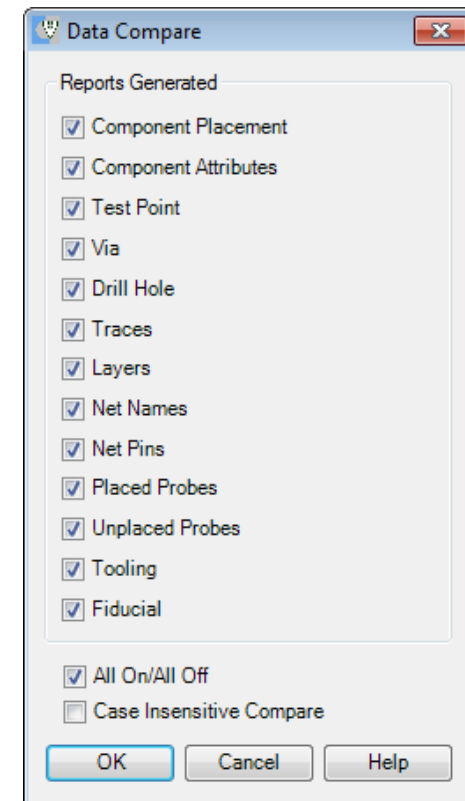 Data Compare
Reports Generated
Component Placement
Component Attributes
Test Point
Via
Drill Hole
Traces
Layers
Net Names
Net Pins
Placed Probes
Unplaced Probes
Tooling
Fiducial
All On/All Off
Case Insensitive Compare
OK Cancel Help